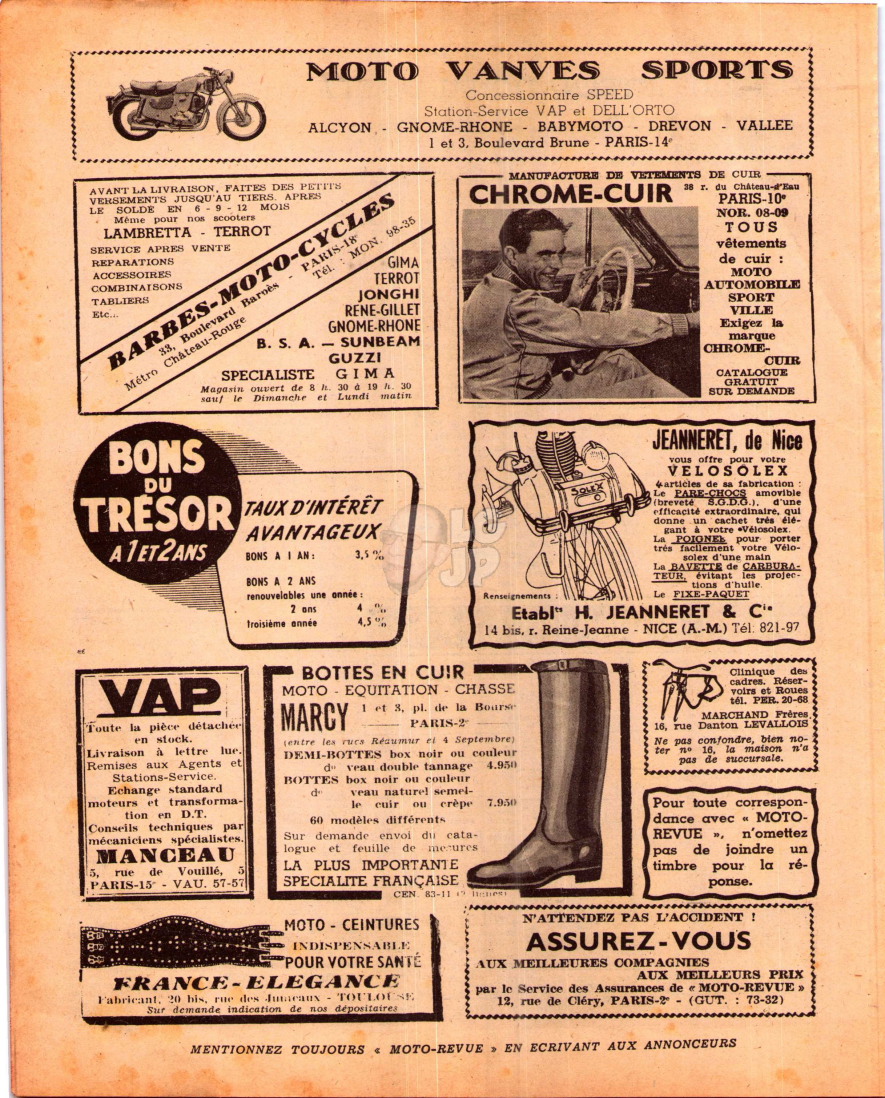 MOTO VANVES SPORTS
Concessionnaire SPEED
Station-Service VAP et DELL'ORTO
ALCYON - GNOME-RHONE - BABYMOTO - DREVON - VALLEE
1 et 3, Boulevard Brune - PARIS-14e
AVANT LA LIVRAISON, FAITES DES PETITS
VERSEMENTS JUSQU'AU TIERS. APRES
LE SOLDE EN 6 - 9 - 12 MOIS
Même pour nos scooters
LAMBRETTA - TERROT
SERVICE APRES VENTE
REPARATIONS
ACCESSOIRES
COMBINAISONS
TABLIERS
Etc...
BARBES-MOTO-CYCLES
33, Boulevard Barbès - PARIS-18e
Métro Château-Rouge
Tél. : MON. 98-35
GIMA
TERROT
JONGHI
RENE-GILLET
GNOME-RHONE
B. S. A. — SUNBEAM
GUZZI
SPECIALISTE GIMA
Magasin ouvert de 8 h. 30 à 19 h. 30
sauf le Dimanche et Lundi matin
MANUFACTURE DE VETEMENTS DE CUIR
CHROME-CUIR
38 r. du Château-d'Eau
PARIS-10e
NOR. 08-09
TOUS
vêtements
de cuir :
MOTO
AUTOMOBILE
SPORT
VILLE
Exigez la
marque
CHROME-
CUIR
CATALOGUE
GRATUIT
SUR DEMANDE
BONS
DU
TRÉSOR
A 1 ET 2 ANS
TAUX D'INTÉRÊT
AVANTAGEUX
BONS A 1 AN : 3,5 %
BONS A 2 ANS
renouvelables une année :
2 ans 4 %
troisième année 4,5 %
LC
JP
JEANNERET, de Nice
vous offre pour votre
VELOSOLEX
4 articles de sa fabrication :
Le PARE-CHOCS amovible
(breveté S.G.D.G.), d'une
efficacité extraordinaire, qui
donne un cachet très élé-
gant à votre «Vélosolex.
La POIGNEE pour porter
très facilement votre Vélo-
solex d'une main
La BAVETTE de CARBURA-
TEUR, évitant les projec-
tions d'huile.
Le FIXE-PAQUET
SOLEX
Renseignements :
Etablts H. JEANNERET & Cie
14 bis, r. Reine-Jeanne - NICE (A.-M.) Tél. 821-97
VAP
Toute la pièce détachée
en stock.
Livraison à lettre lue.
Remises aux Agents et
Stations-Service.
Echange standard
moteurs et transforma-
tion en D.T.
Conseils techniques par
mécaniciens spécialistes.
MANCEAU
5, rue de Vouillé, 5
PARIS-15e - VAU. 57-57
BOTTES EN CUIR
MOTO - EQUITATION - CHASSE
MARCY 1 et 3, pl. de la Bourse
PARIS-2e
(entre les rues Réaumur et 4 Septembre)
DEMI-BOTTES box noir ou couleur
do veau double tannage 4.950
BOTTES box noir ou couleur
do veau naturel semel-
le cuir ou crêpe 7.950
60 modèles différents
Sur demande envoi du cata-
logue et feuille de mesures
LA PLUS IMPORTANTE
SPECIALITE FRANÇAISE
CEN. 83-11 (2 lignes)
Clinique des
cadres. Réser-
voirs et Roues
tél. PER. 20-68
MARCHAND Frères
16, rue Danton LEVALLOIS
Ne pas confondre, bien no-
ter n° 16, la maison n'a
pas de succursale.
Pour toute correspon-
dance avec « MOTO-
REVUE », n'omettez
pas de joindre un
timbre pour la ré-
ponse.
MOTO - CEINTURES
INDISPENSABLE
POUR VOTRE SANTÉ
FRANCE-ELEGANCE
Fabricant, 20 bis, rue des Jumeaux - TOULOUSE
Sur demande indication de nos dépositaires
N'ATTENDEZ PAS L'ACCIDENT !
ASSUREZ-VOUS
AUX MEILLEURES COMPAGNIES
AUX MEILLEURS PRIX
par le Service des Assurances de « MOTO-REVUE »
12, rue de Cléry, PARIS-2e - (GUT. : 73-32)
MENTIONNEZ TOUJOURS « MOTO-REVUE » EN ECRIVANT AUX ANNONCEURS